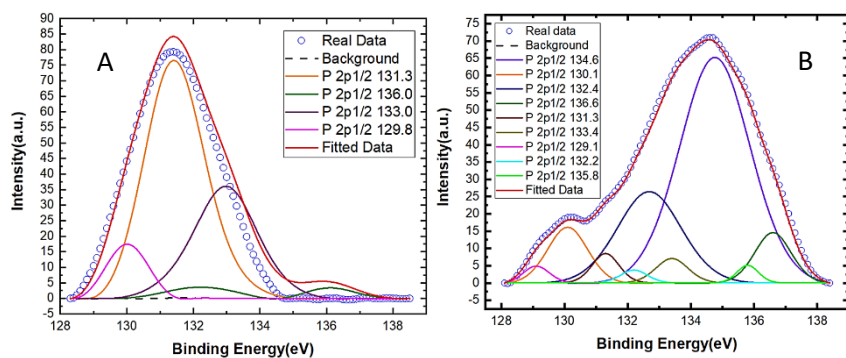 A
Real Data
Background
P 2p1/2 131.3
P 2p1/2 136.0
P 2p1/2 133.0
P 2p1/2 129.8
Fitted Data
Intensity(a.u.)
85
80
75
70
65
60
55
50
45
40
35
30
25
20
15
10
5
0
-5
128 130 132 134 136 138
Binding Energy(eV)
B
Real data
Background
P 2p1/2 134.6
P 2p1/2 130.1
P 2p1/2 132.4
P 2p1/2 136.6
P 2p1/2 131.3
P 2p1/2 133.4
P 2p1/2 129.1
P 2p1/2 132.2
P 2p1/2 135.8
Fitted Data
Intensity(a.u.)
75
70
65
60
55
50
45
40
35
30
25
20
15
10
5
0
-5
128 130 132 134 136 138
Binding Energy(eV)